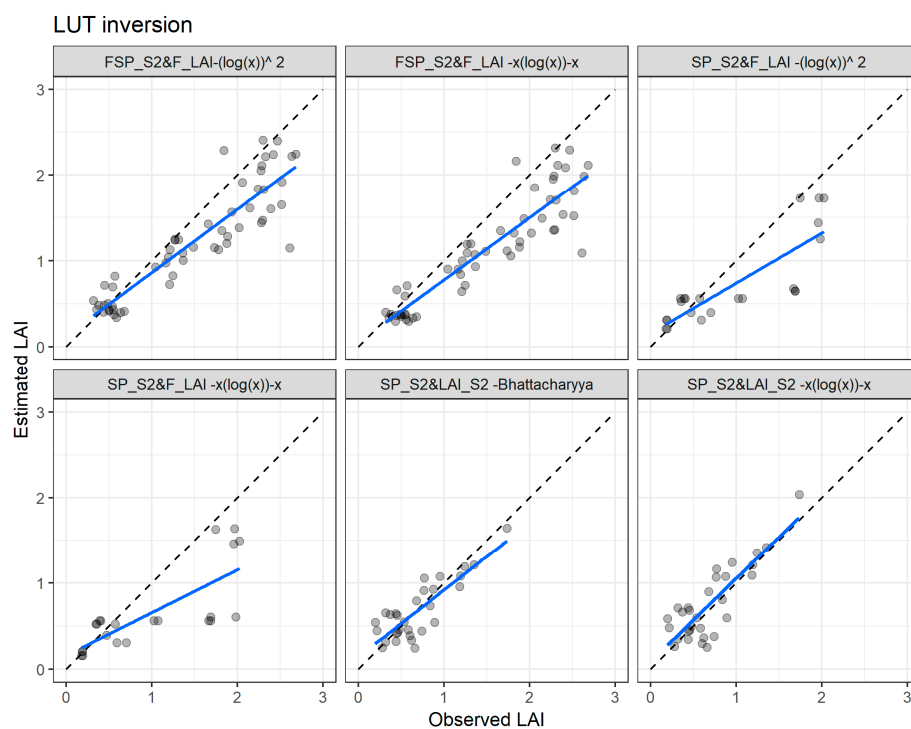 LUT inversion
FSP_S2&F_LAI-(log(x))^ 2
FSP_S2&F_LAI -x(log(x))-x
SP_S2&F_LAI -(log(x))^ 2
3
2
1
0
Estimated LAI
SP_S2&F_LAI -x(log(x))-x
SP_S2&LAI_S2 -Bhattacharyya
SP_S2&LAI_S2 -x(log(x))-x
3
2
1
0
0 1 2 3
0 1 2 3
0 1 2 3
Observed LAI